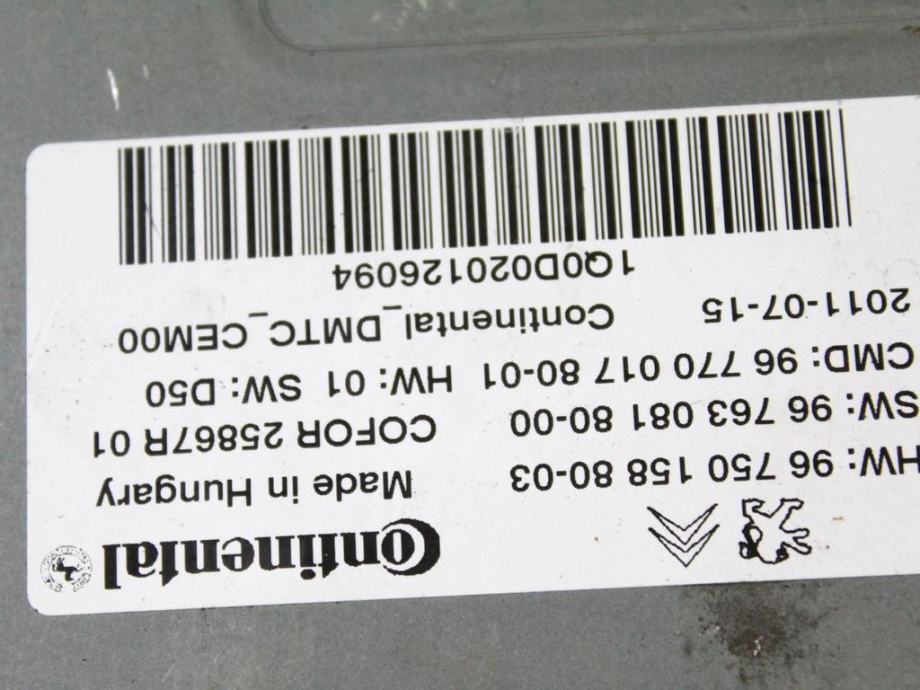 Continental
HW: 96 750 158 80-03 Made in Hungary
SW: 96 763 081 80-00 COFOR 25867R 01
CMD: 96 770 017 80-01 HW: 01 SW: D50
2011-07-15 Continental_DMTC_CEM00
1Q0D020126094